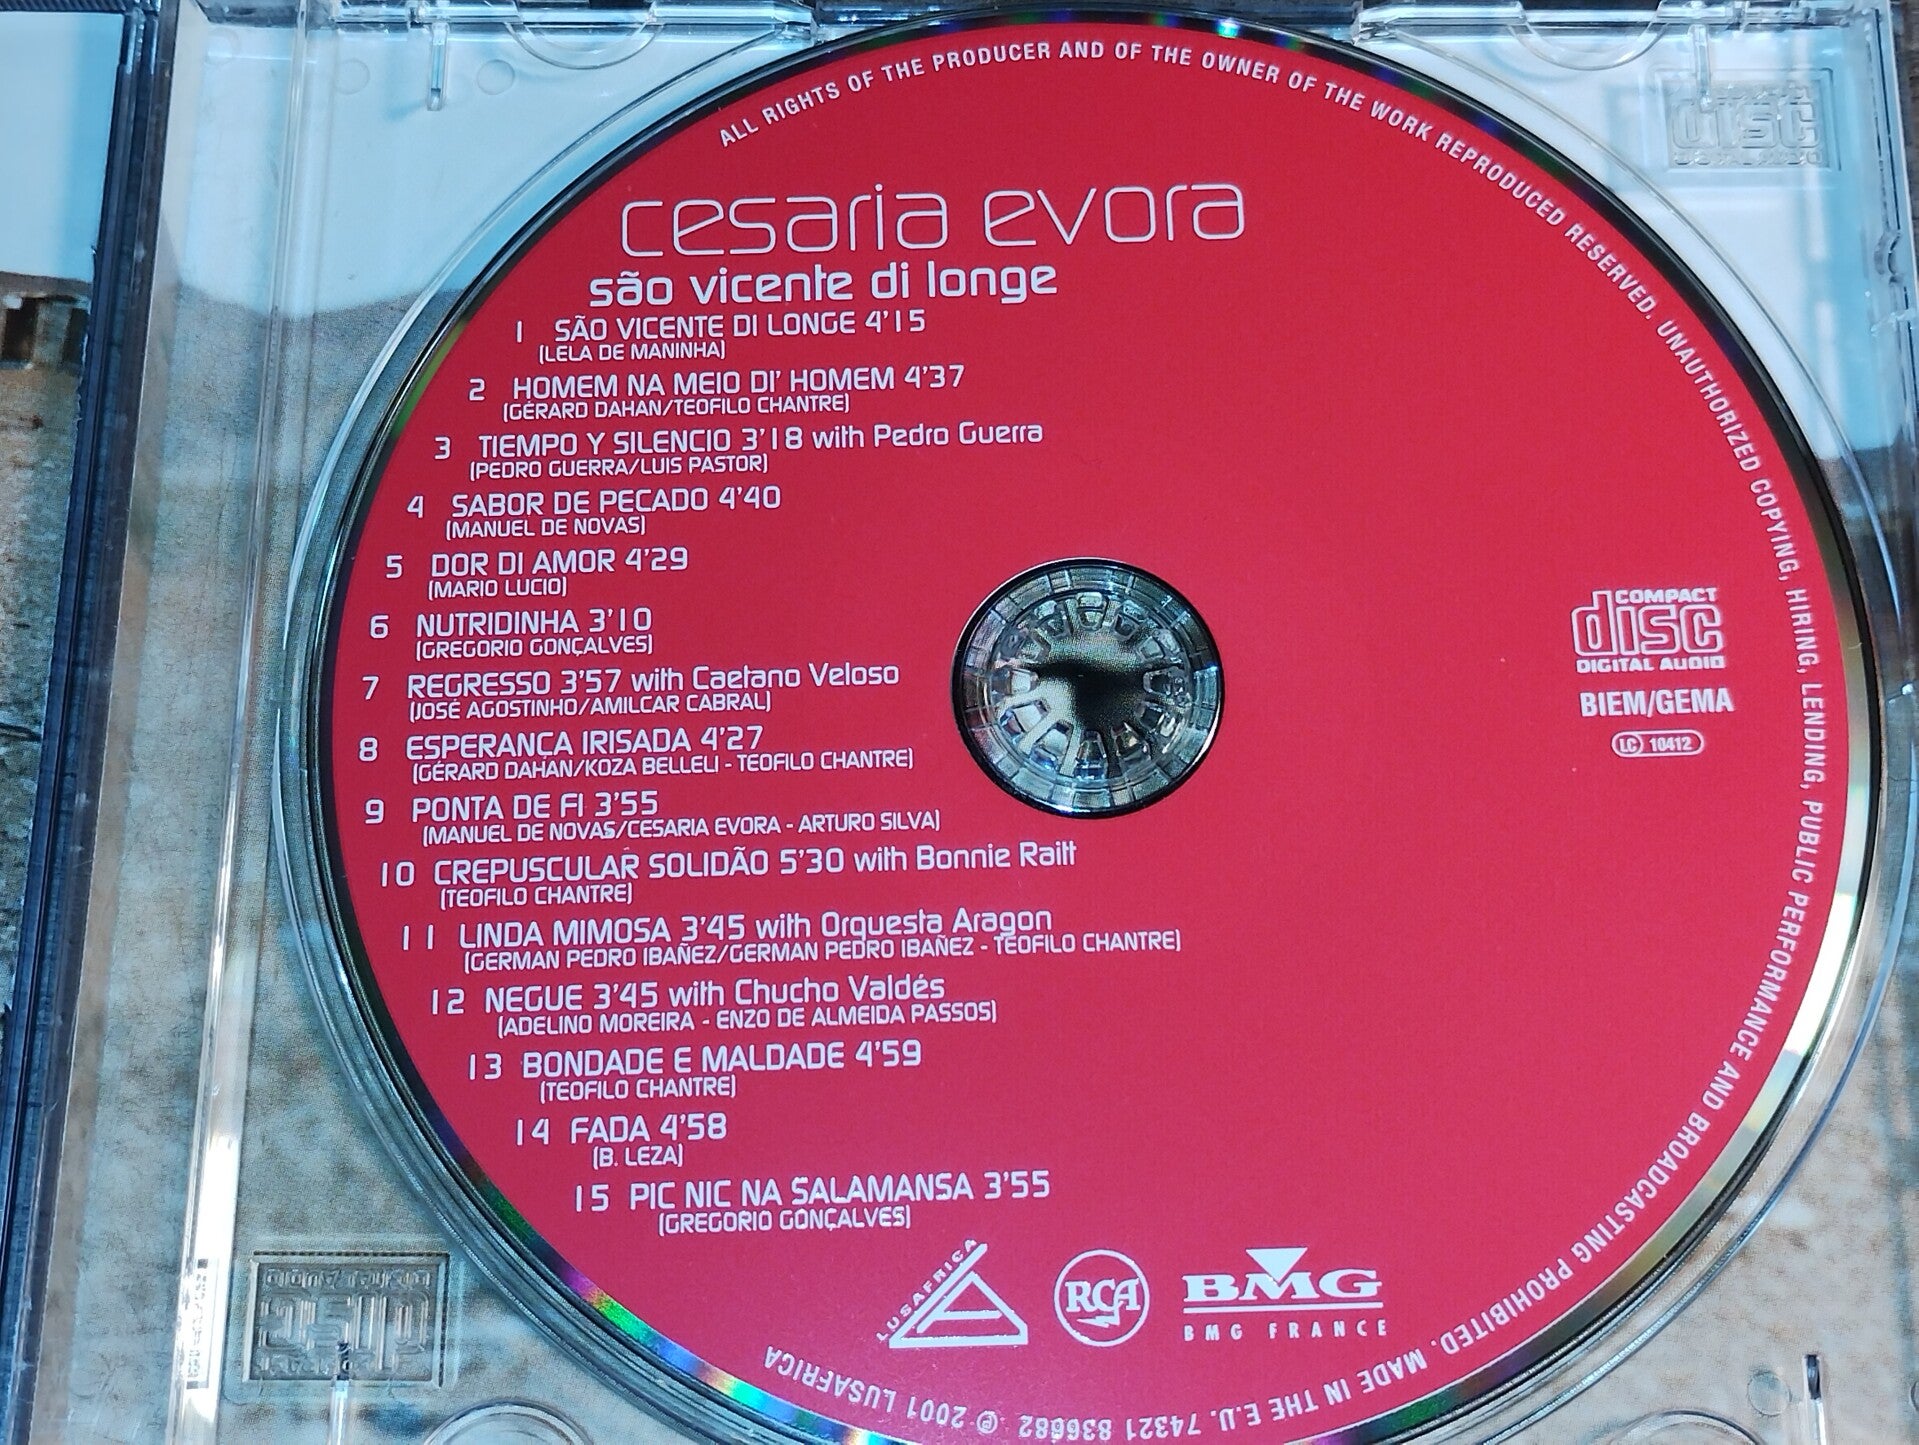 ALL RIGHTS OF THE PRODUCER AND OF THE OWNER OF THE WORK REPRODUCED RESERVED. UNAUTHORIZED COPYING, HIRING, LENDING, PUBLIC PERFORMANCE AND BROADCASTING PROHIBITED. MADE IN THE E.U. 74321 836682 ℗ 2001 LUSAFRICA
cesaria evora
são vicente di longe
1 SÃO VICENTE DI LONGE 4'15
(LELA DE MANINHA)
2 HOMEM NA MEIO DI' HOMEM 4'37
(GÉRARD DAHAN/TEOFILO CHANTRE)
3 TIEMPO Y SILENCIO 3'18 with Pedro Guerra
(PEDRO GUERRA/LUIS PASTOR)
4 SABOR DE PECADO 4'40
(MANUEL DE NOVAS)
5 DOR DI AMOR 4'29
(MARIO LUCIO)
6 NUTRIDINHA 3'10
(GREGORIO GONÇALVES)
7 REGRESSO 3'57 with Caetano Veloso
(JOSÉ AGOSTINHO/AMILCAR CABRAL)
8 ESPERANÇA IRISADA 4'27
(GÉRARD DAHAN/KOZA BELLELI - TEOFILO CHANTRE)
9 PONTA DE FI 3'55
(MANUEL DE NOVAS/CESARIA EVORA - ARTURO SILVA)
10 CREPUSCULAR SOLIDÃO 5'30 with Bonnie Raitt
(TEOFILO CHANTRE)
11 LINDA MIMOSA 3'45 with Orquesta Aragon
(GERMAN PEDRO IBAÑEZ/GERMAN PEDRO IBAÑEZ - TEOFILO CHANTRE)
12 NEGUE 3'45 with Chucho Valdés
(ADELINO MOREIRA - ENZO DE ALMEIDA PASSOS)
13 BONDADE E MALDADE 4'59
(TEOFILO CHANTRE)
14 FADA 4'58
(B. LEZA)
15 PIC NIC NA SALAMANSA 3'55
(GREGORIO GONÇALVES)
COMPACT
disc
DIGITAL AUDIO
BIEM/GEMA
LC 10412
LUSAFRICA
RCA
BMG
BMG FRANCE
disc
disc